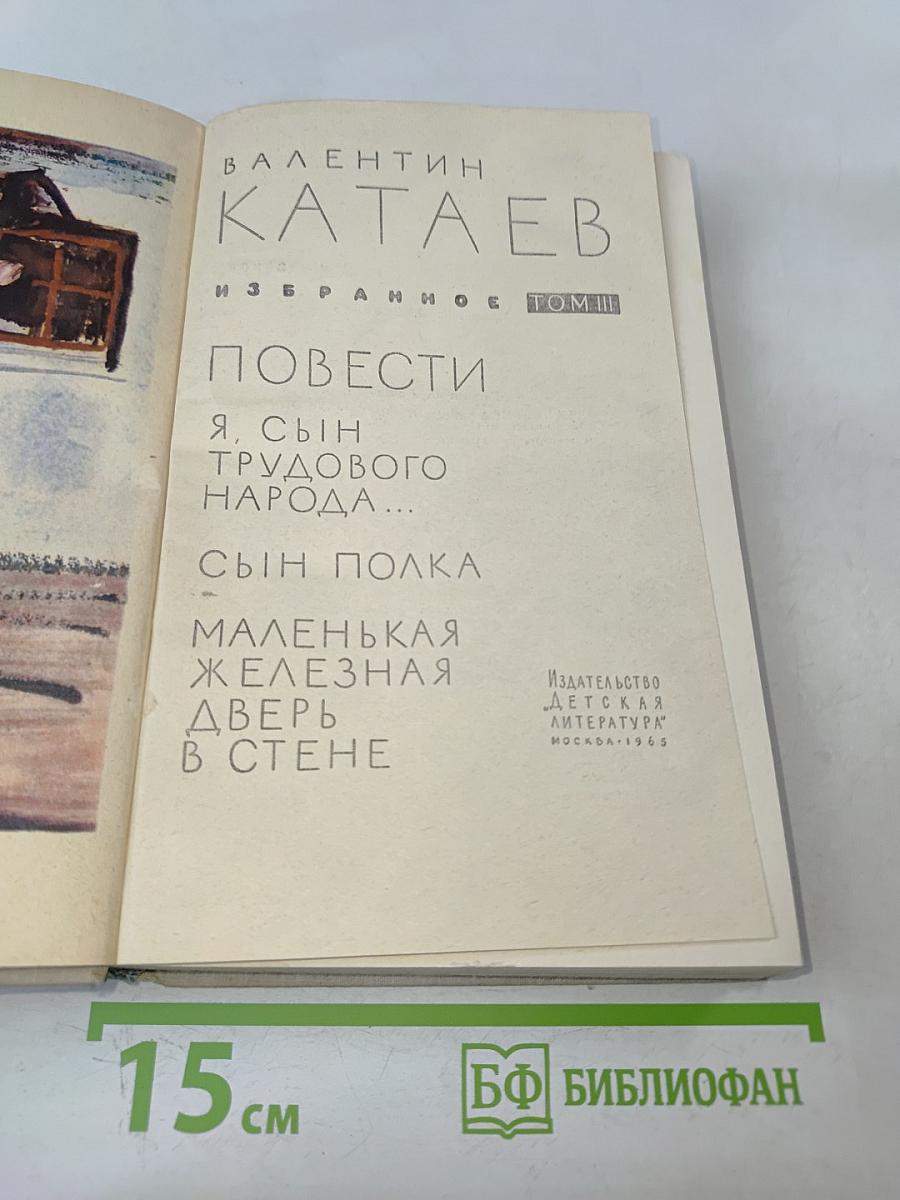 ВАЛЕНТИН
КАТАЕВ
ИЗБРАННОЕ ТОМ III
ПОВЕСТИ
Я, СЫН
ТРУДОВОГО
НАРОДА...
СЫН ПОЛКА
МАЛЕНЬКАЯ
ЖЕЛЕЗНАЯ
ДВЕРЬ
В СТЕНЕ
ИЗДАТЕЛЬСТВО
„ДЕТСКАЯ
ЛИТЕРАТУРА"
МОСКВА • 1965
15 см
БФ БИБЛИОФАН